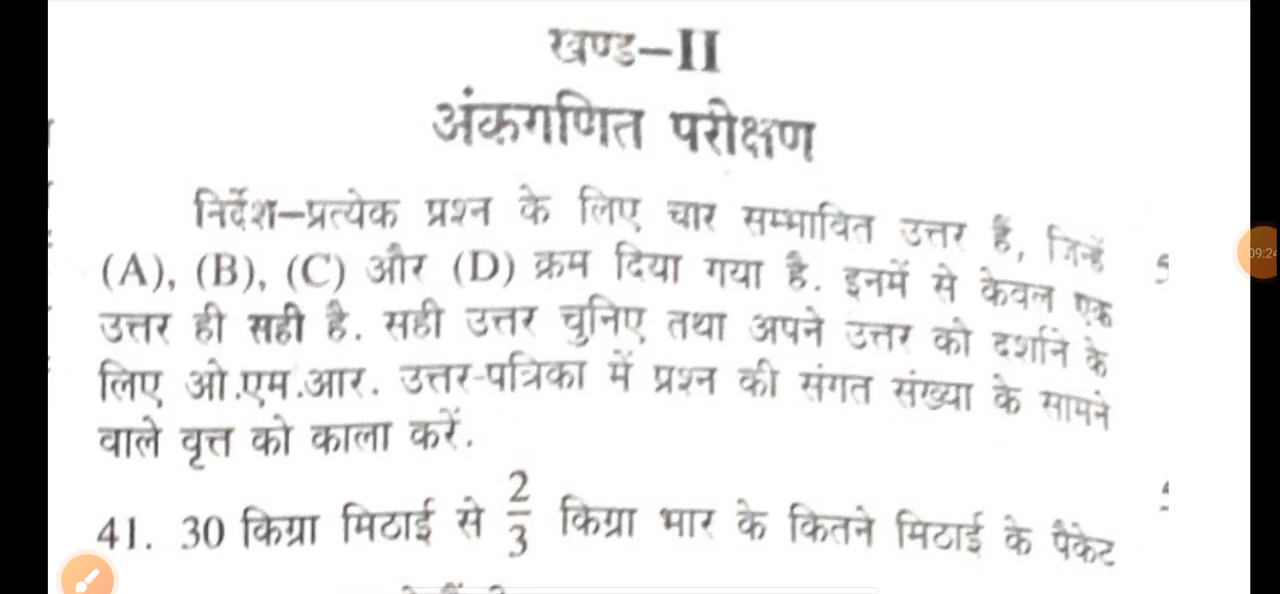 खण्ड–II
अंकगणित परीक्षण
निर्देश–प्रत्येक प्रश्न के लिए चार सम्भावित उत्तर हैं, जिन्हें
(A), (B), (C) और (D) क्रम दिया गया है. इनमें से केवल एक
उत्तर ही सही है. सही उत्तर चुनिए तथा अपने उत्तर को दर्शाने के
लिए ओ.एम.आर. उत्तर-पत्रिका में प्रश्न की संगत संख्या के सामने
वाले वृत्त को काला करें.
41. 30 किग्रा मिठाई से 2/3 किग्रा भार के कितने मिठाई के पैकेट
09:24